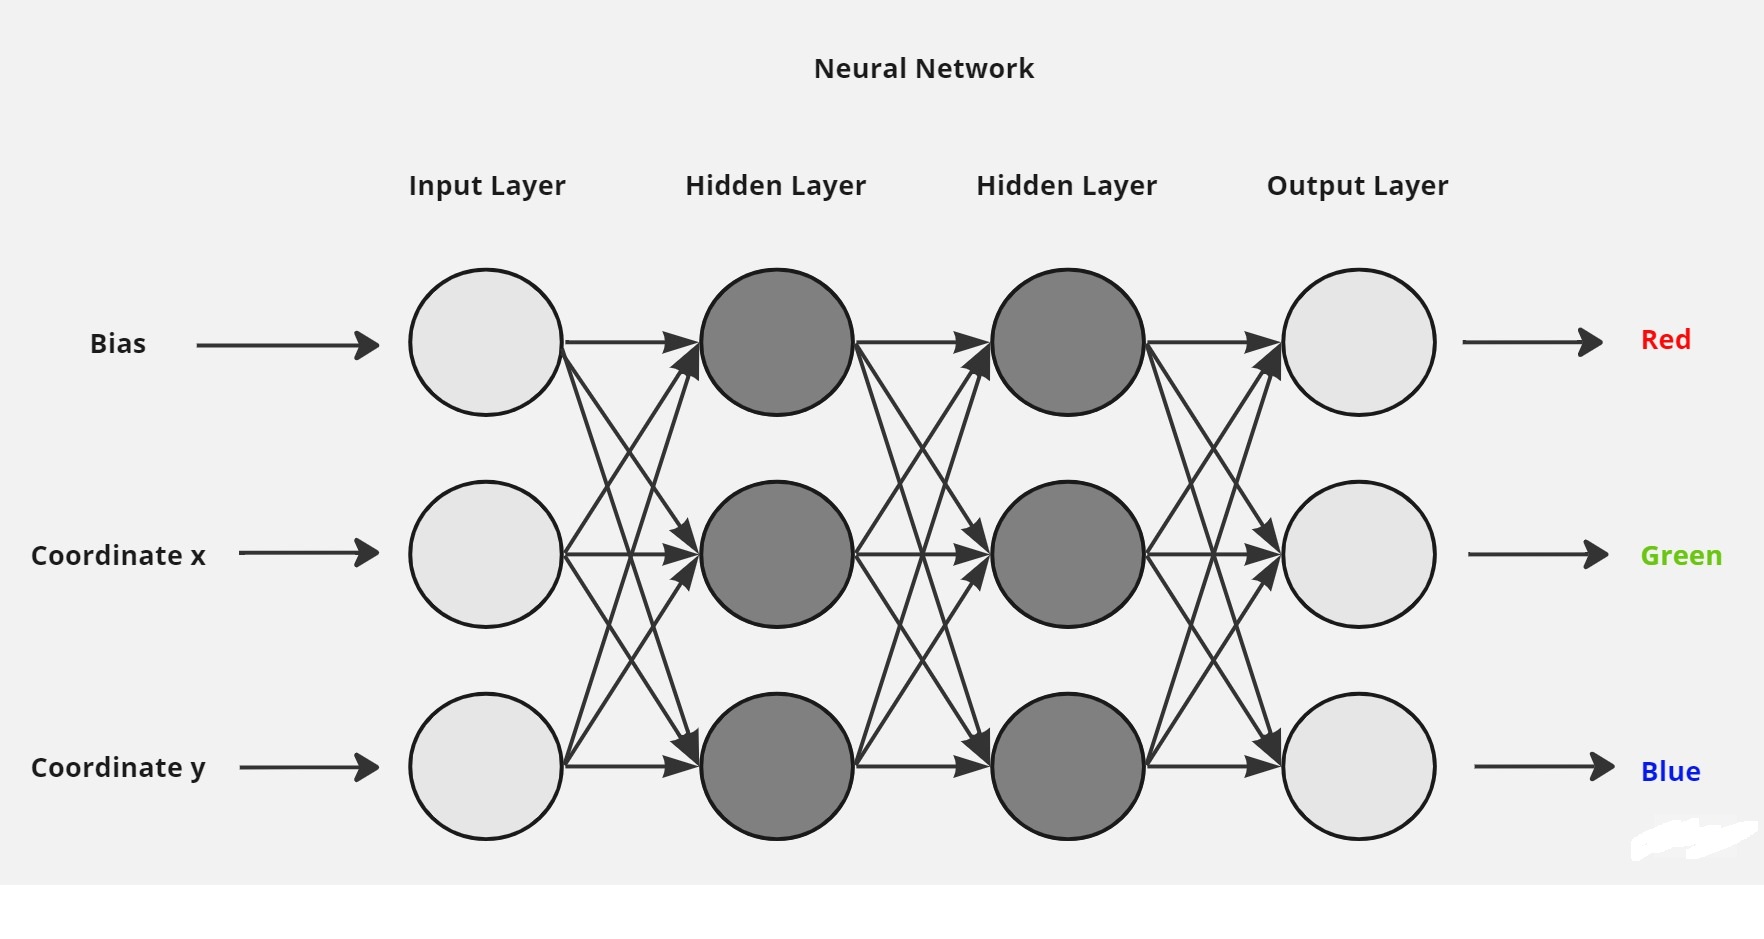 Neural Network
Input Layer
Hidden Layer
Hidden Layer
Output Layer
Bias
Red
Coordinate x
Green
Coordinate y
Blue